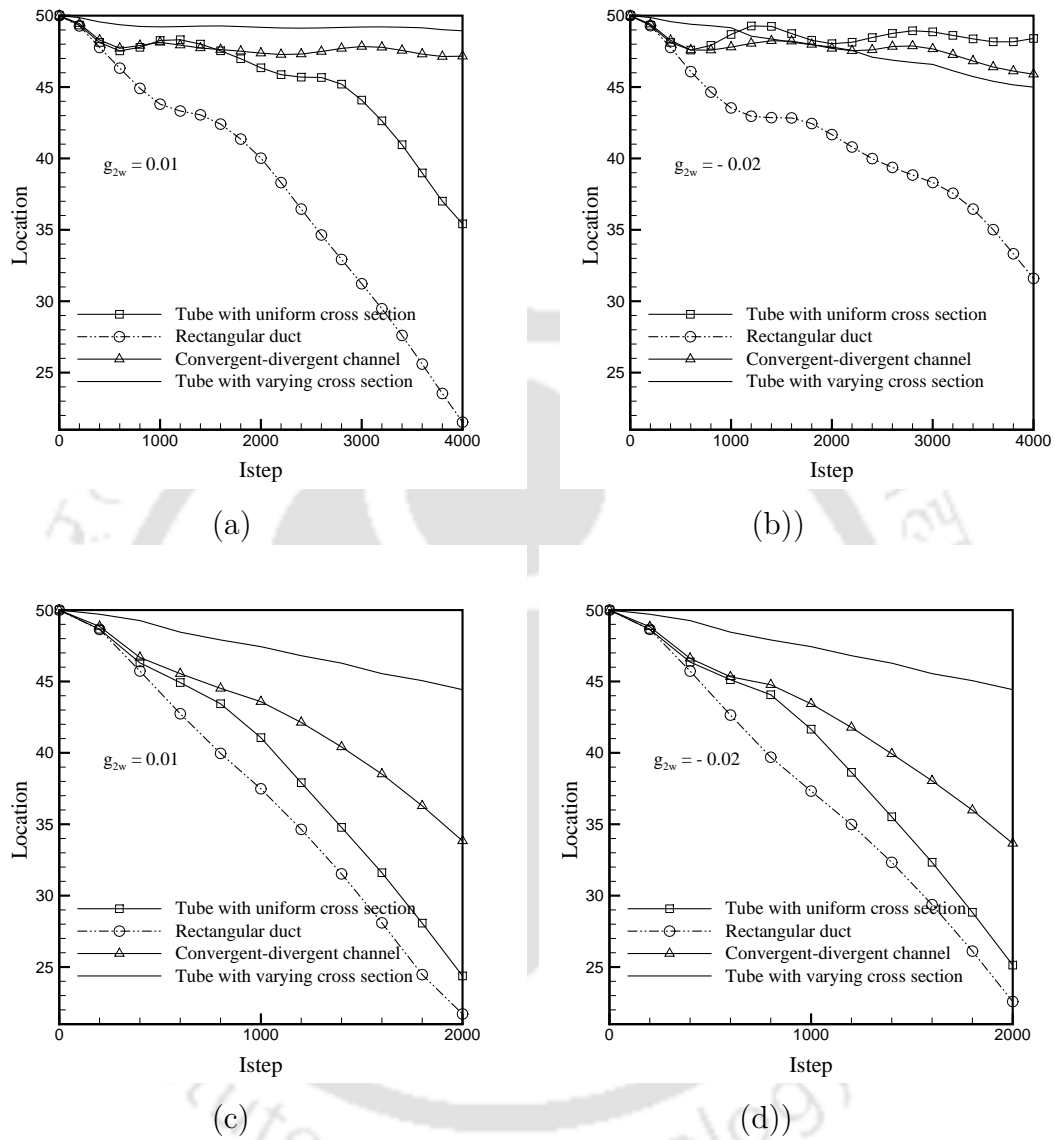 50
45
40
35
30
25
Location
g2w = 0.01
Tube with uniform cross section
Rectangular duct
Convergent-divergent channel
Tube with varying cross section
0 1000 2000 3000 4000
Istep
(a)
50
45
40
35
30
25
Location
g2w = - 0.02
Tube with uniform cross section
Rectangular duct
Convergent-divergent channel
Tube with varying cross section
0 1000 2000 3000 4000
Istep
(b))
50
45
40
35
30
25
Location
g2w = 0.01
Tube with uniform cross section
Rectangular duct
Convergent-divergent channel
Tube with varying cross section
0 1000 2000
Istep
(c)
50
45
40
35
30
25
Location
g2w = - 0.02
Tube with uniform cross section
Rectangular duct
Convergent-divergent channel
Tube with varying cross section
0 1000 2000
Istep
(d))